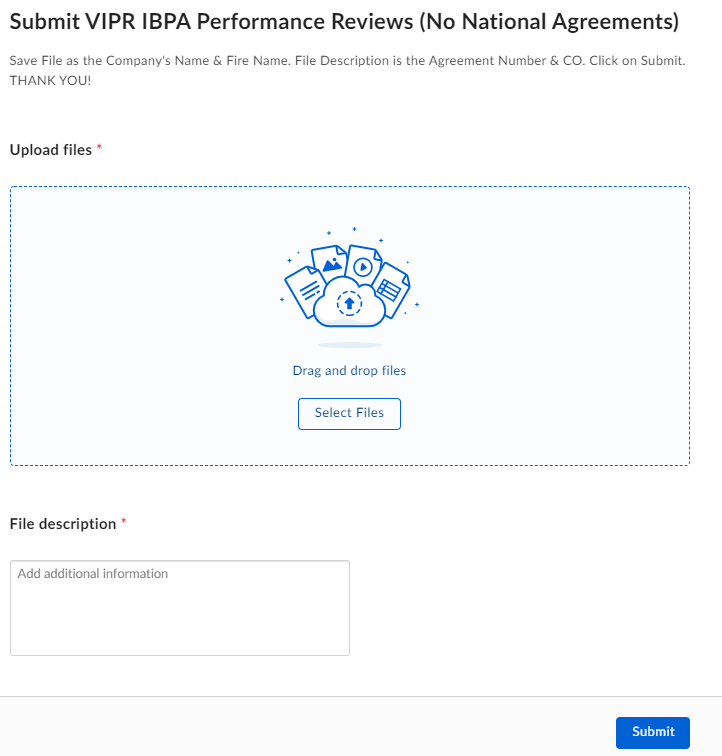 Submit VIPR IBPA Performance Reviews (No National Agreements)
Save File as the Company's Name & Fire Name. File Description is the Agreement Number & CO. Click on Submit.
THANK YOU!
Upload files *
Drag and drop files
Select Files
File description *
Add additional information
Submit